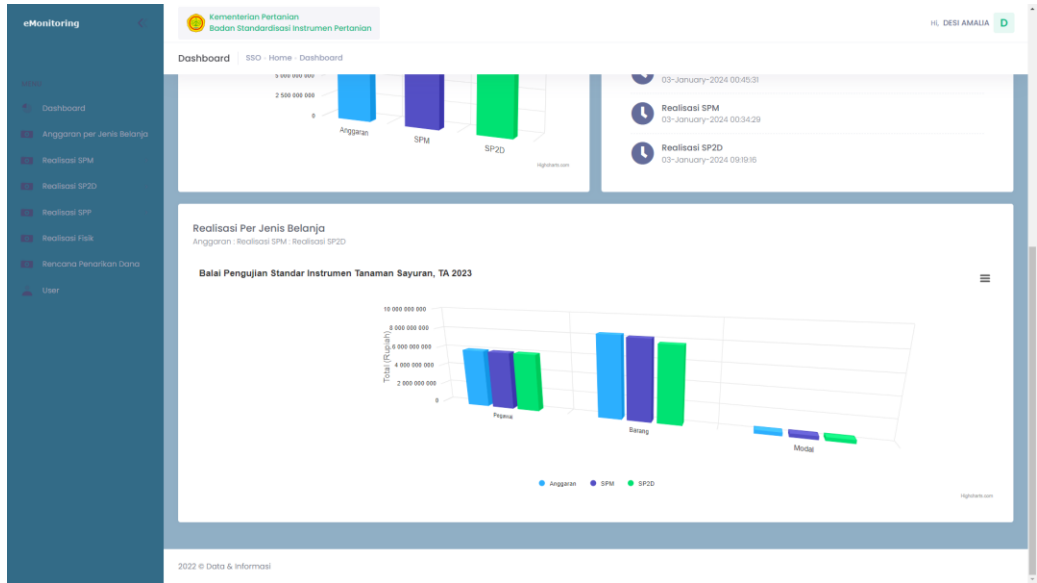 eMonitoring
Kementerian Pertanian
Badan Standardisasi Instrumen Pertanian
Hi, DESI AMALIA D
Dashboard SSO - Home - Dashboard
MENU
Dashboard
Anggaran per Jenis Belanja
Realisasi SPM
Realisasi SP2D
Realisasi SPP
Realisasi Fisik
Rencana Penarikan Dana
User
5 000 000 000
2 500 000 000
0
Anggaran
SPM
SP2D
Highcharts.com
03-January-2024 00:45:31
Realisasi SPM
03-January-2024 00:34:29
Realisasi SP2D
03-January-2024 09:19:16
Realisasi Per Jenis Belanja
Anggaran : Realisasi SPM : Realisasi SP2D
Balai Pengujian Standar Instrumen Tanaman Sayuran, TA 2023
Total (Rupiah)
10 000 000 000
8 000 000 000
6 000 000 000
4 000 000 000
2 000 000 000
0
Pegawai
Barang
Modal
Anggaran SPM SP2D
Highcharts.com
2022 © Data & Informasi